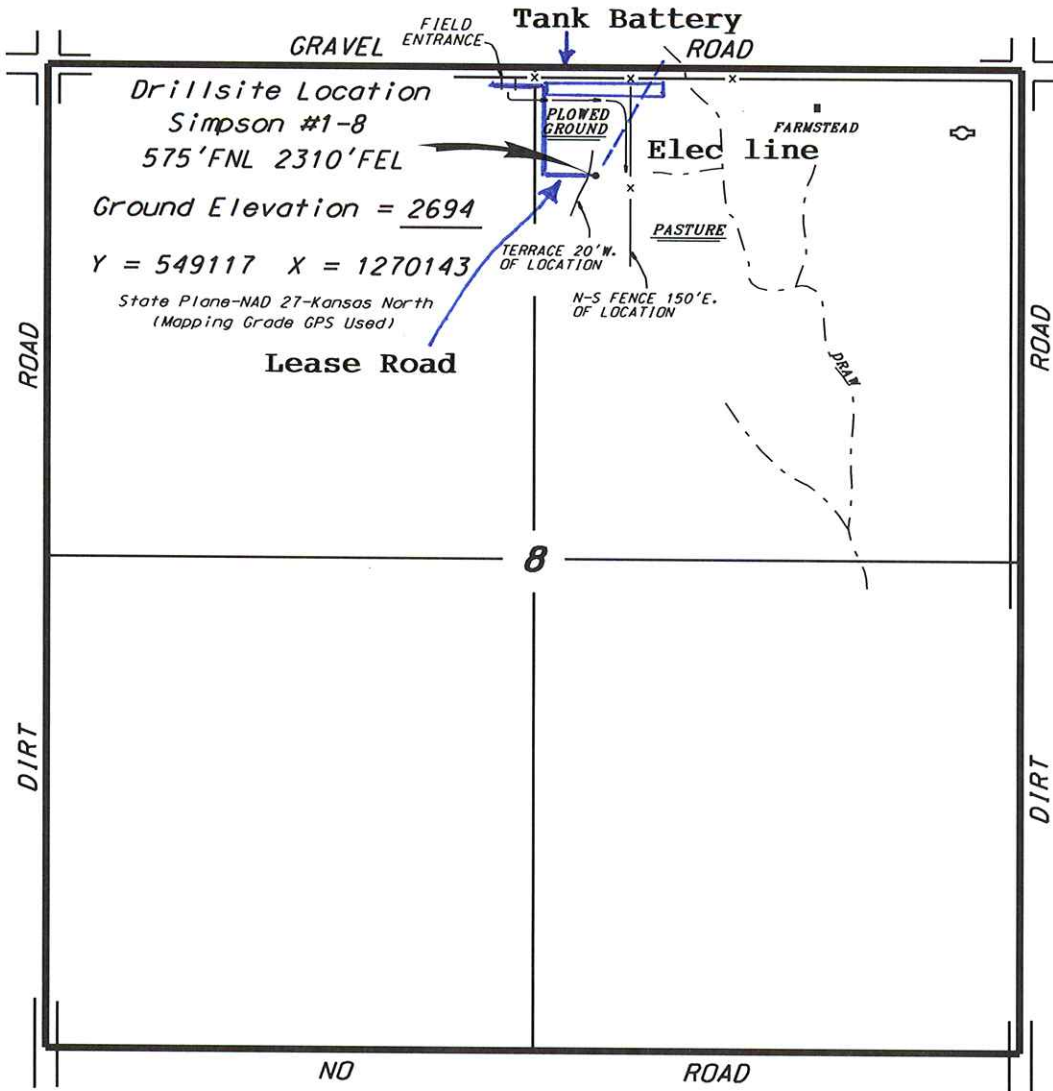 Tank Battery
FIELD
ENTRANCE
GRAVEL ROAD
Drillsite Location
Simpson #1-8
575'FNL 2310'FEL
Ground Elevation = 2694
Y = 549117 X = 1270143
State Plane-NAD 27-Kansas North
(Mapping Grade GPS Used)
Lease Road
PLOWED
GROUND
Elec line
FARMSTEAD
PASTURE
TERRACE 20'W.
OF LOCATION
N-S FENCE 150'E.
OF LOCATION
DRAW
ROAD
ROAD
8
DIRT
DIRT
NO ROAD